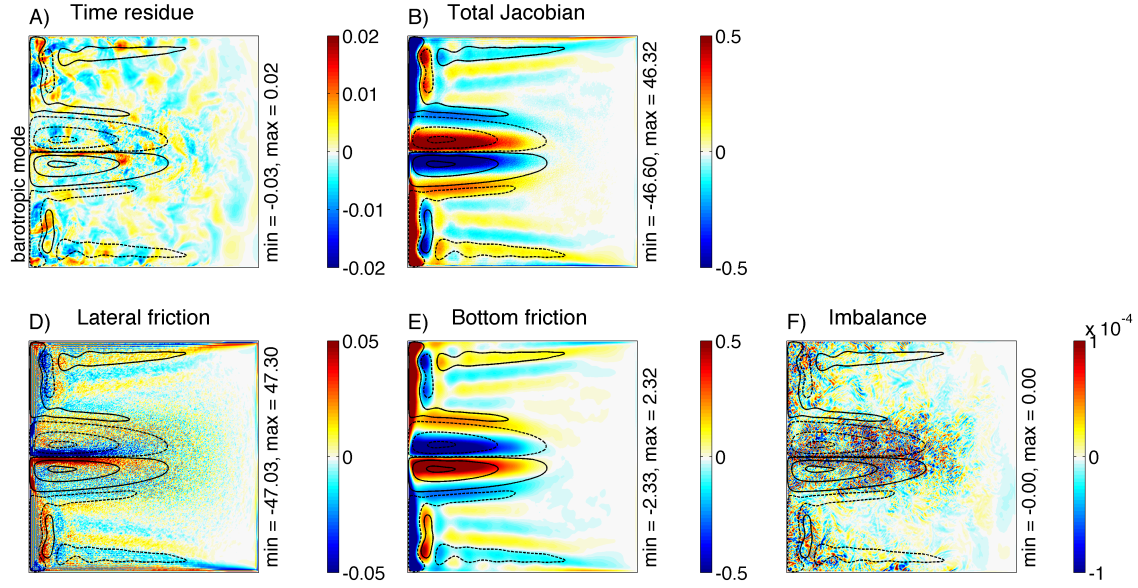 A) Time residue
barotropic mode
min = -0.03, max = 0.02
0.02
0.01
0
-0.01
-0.02
B) Total Jacobian
min = -46.60, max = 46.32
0.5
0
-0.5
D) Lateral friction
min = -47.03, max = 47.30
0.05
0
-0.05
E) Bottom friction
min = -2.33, max = 2.32
0.5
0
-0.5
F) Imbalance
min = -0.00, max = 0.00
x 10⁻⁴
1
0
-1